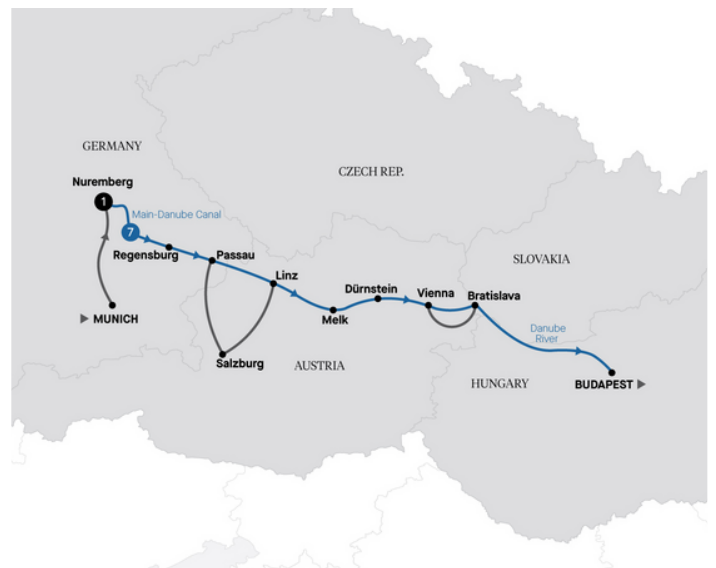 GERMANY
CZECH REP.
Nuremberg
1
Main-Danube Canal
7
Regensburg
Passau
SLOVAKIA
Linz
Dürnstein
Vienna
Bratislava
MUNICH
Melk
Danube
River
Salzburg
AUSTRIA
HUNGARY
BUDAPEST